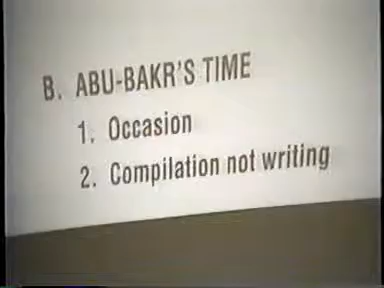 B. ABU-BAKR'S TIME
1. Occasion
2. Compilation not writing